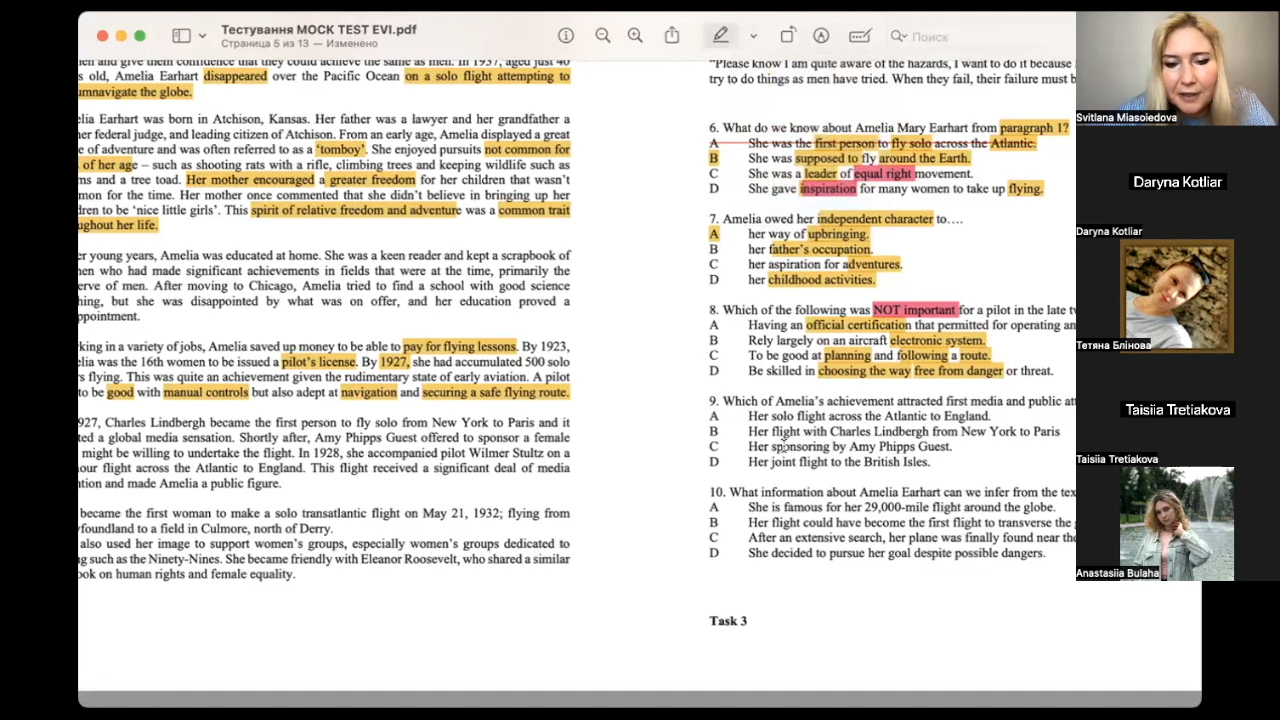 Тестування MOCK TEST EVI.pdf
Страница 5 из 13 — Изменено
Поиск
and give them confidence that they could achieve the same as men. In 1937, aged just 40
s old, Amelia Earhart disappeared over the Pacific Ocean on a solo flight attempting to
umnavigate the globe.
elia Earhart was born in Atchison, Kansas. Her father was a lawyer and her grandfather a
er federal judge, and leading citizen of Atchison. From an early age, Amelia displayed a great
e of adventure and was often referred to as a ‘tomboy’. She enjoyed pursuits not common for
of her age – such as shooting rats with a rifle, climbing trees and keeping wildlife such as
ms and a tree toad. Her mother encouraged a greater freedom for her children that wasn’t
mon for the time. Her mother once commented that she didn’t believe in bringing up her
dren to be ‘nice little girls’. This spirit of relative freedom and adventure was a common trait
ughout her life.
er young years, Amelia was educated at home. She was a keen reader and kept a scrapbook of
en who had made significant achievements in fields that were at the time, primarily the
erve of men. After moving to Chicago, Amelia tried to find a school with good science
hing, but she was disappointed by what was on offer, and her education proved a
ppointment.
king in a variety of jobs, Amelia saved up money to be able to pay for flying lessons. By 1923,
elia was the 16th women to be issued a pilot’s license. By 1927, she had accumulated 500 solo
s flying. This was quite an achievement given the rudimentary state of early aviation. A pilot
to be good with manual controls but also adept at navigation and securing a safe flying route.
927, Charles Lindbergh became the first person to fly solo from New York to Paris and it
ted a global media sensation. Shortly after, Amy Phipps Guest offered to sponsor a female
might be willing to undertake the flight. In 1928, she accompanied pilot Wilmer Stultz on a
our flight across the Atlantic to England. This flight received a significant deal of media
ntion and made Amelia a public figure.
became the first woman to make a solo transatlantic flight on May 21, 1932; flying from
foundland to a field in Culmore, north of Derry.
also used her image to support women’s groups, especially women’s groups dedicated to
g such as the Ninety-Nines. She became friendly with Eleanor Roosevelt, who shared a similar
ook on human rights and female equality.
“Please know I am quite aware of the hazards, I want to do it because
try to do things as men have tried. When they fail, their failure must b
6. What do we know about Amelia Mary Earhart from paragraph 1?
A She was the first person to fly solo across the Atlantic.
B She was supposed to fly around the Earth.
C She was a leader of equal right movement.
D She gave inspiration for many women to take up flying.
7. Amelia owed her independent character to….
A her way of upbringing.
B her father’s occupation.
C her aspiration for adventures.
D her childhood activities.
8. Which of the following was NOT important for a pilot in the late tw
A Having an official certification that permitted for operating an
B Rely largely on an aircraft electronic system.
C To be good at planning and following a route.
D Be skilled in choosing the way free from danger or threat.
9. Which of Amelia’s achievement attracted first media and public att
A Her solo flight across the Atlantic to England.
B Her flight with Charles Lindbergh from New York to Paris
C Her sponsoring by Amy Phipps Guest.
D Her joint flight to the British Isles.
10. What information about Amelia Earhart can we infer from the tex
A She is famous for her 29,000-mile flight around the globe.
B Her flight could have become the first flight to transverse the
C After an extensive search, her plane was finally found near the
D She decided to pursue her goal despite possible dangers.
Task 3
Svitlana Miasoiedova
Daryna Kotliar
Daryna Kotliar
Тетяна Блінова
Taisiia Tretiakova
Taisiia Tretiakova
Anastasiia Bulaha